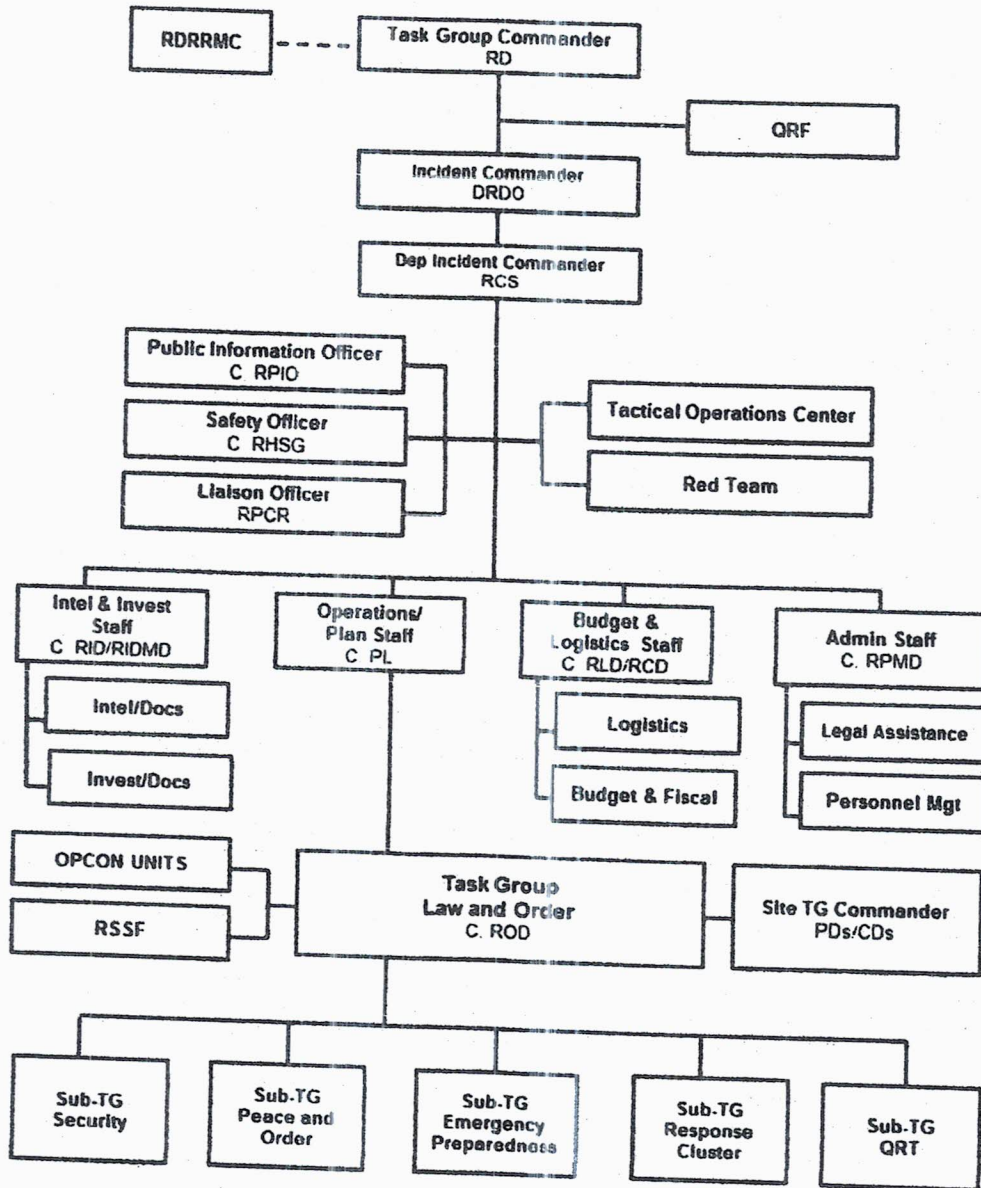 RDRRMC
Task Group Commander
RD
QRF
Incident Commander
DRDO
Dep Incident Commander
RCS
Public Information Officer
C RPIO
Safety Officer
C RHSG
Liaison Officer
RPCR
Tactical Operations Center
Red Team
Intel & Invest
Staff
C RID/RIDMD
Intel/Docs
Invest/Docs
Operations/
Plan Staff
C PL
Budget &
Logistics Staff
C RLD/RCD
Logistics
Budget & Fiscal
Admin Staff
C. RPMD
Legal Assistance
Personnel Mgt
OPCON UNITS
RSSF
Task Group
Law and Order
C. ROD
Site TG Commander
PDs/CDs
Sub-TG
Security
Sub-TG
Peace and
Order
Sub-TG
Emergency
Preparedness
Sub-TG
Response
Cluster
Sub-TG
QRT